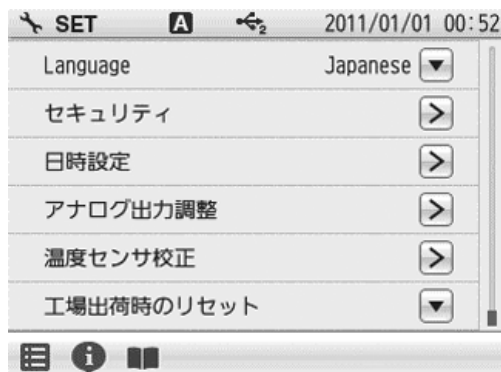 SET A 2 2011/01/01 00:52
Language Japanese
セキュリティ
日時設定
アナログ出力調整
温度センサ校正
工場出荷時のリセット